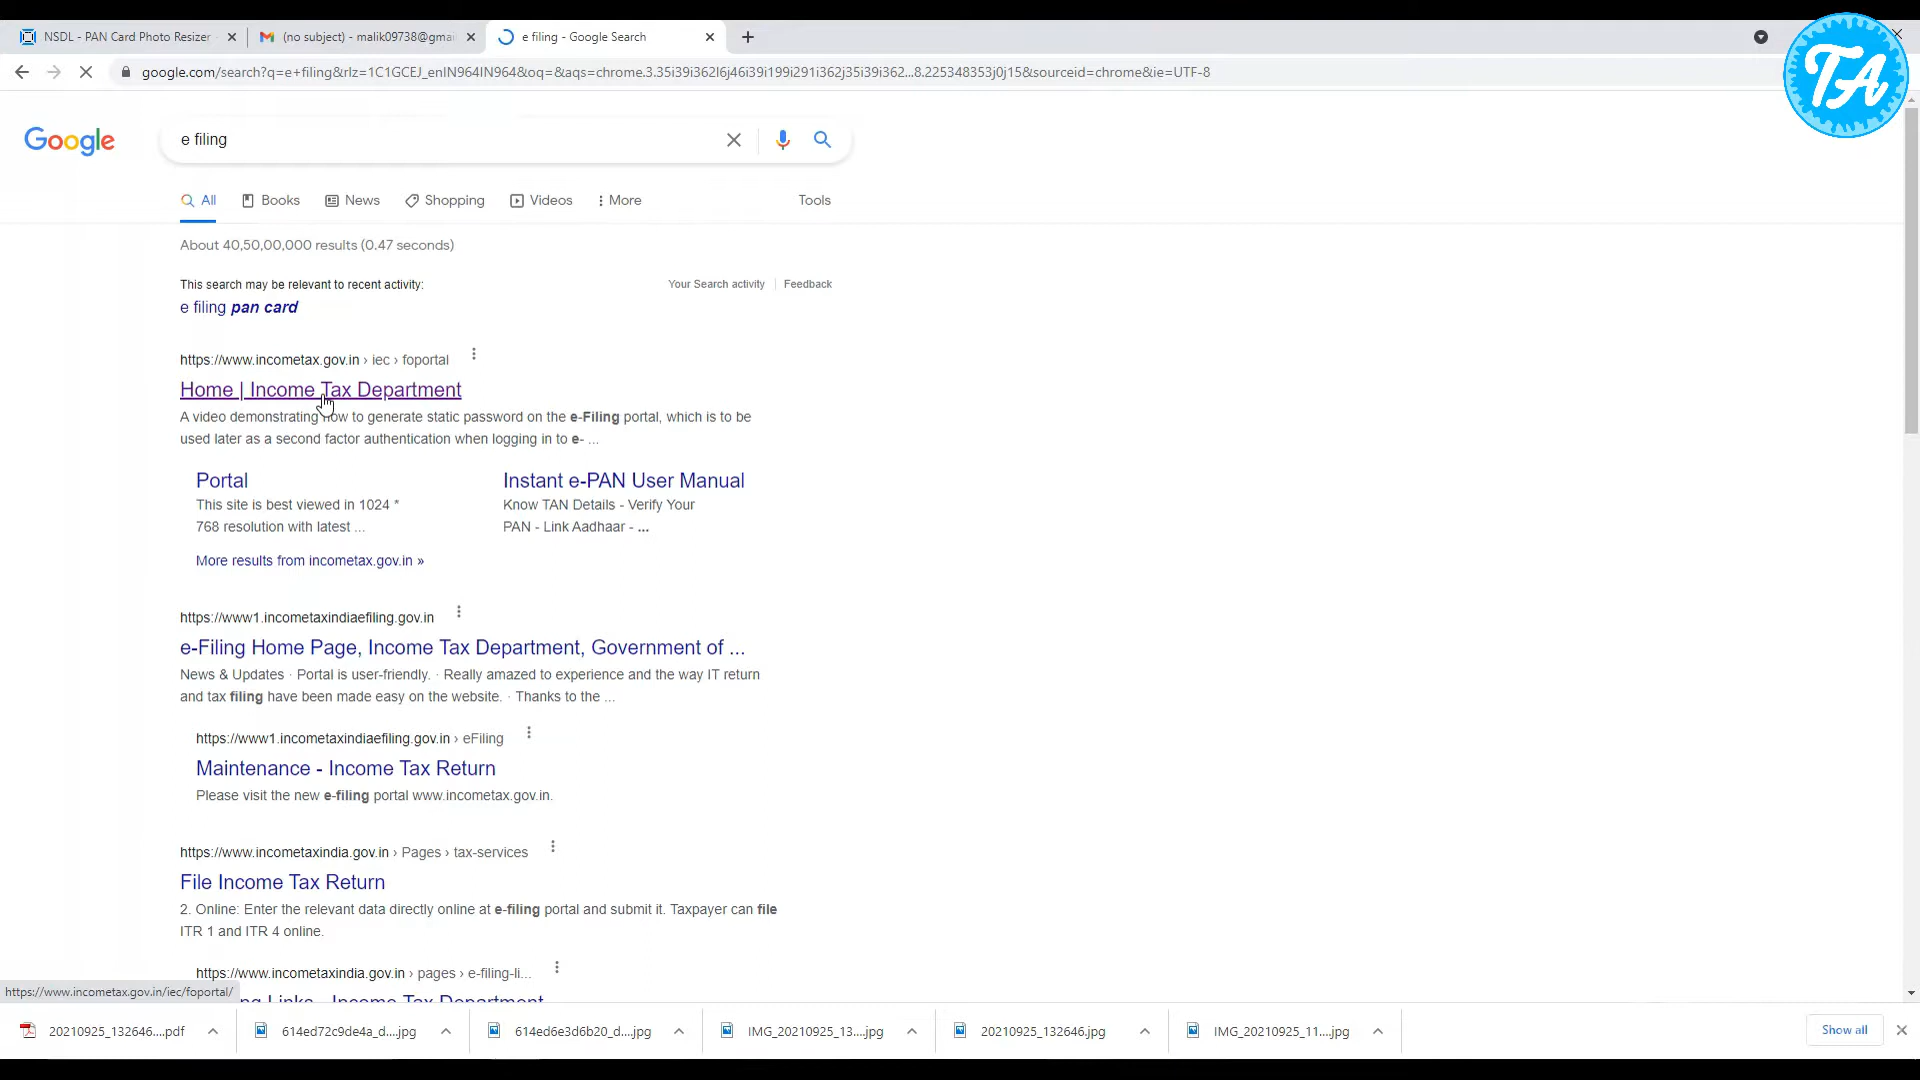 NSDL - PAN Card Photo Resizer
(no subject) - malik09738@gmai
e filing - Google Search
google.com/search?q=e+filing&rlz=1C1GCEJ_enIN964IN964&oq=&aqs=chrome.3.35i39i362l6j46i39i199i291i362j35i39i362...8.225348353j0j15&sourceid=chrome&ie=UTF-8
TA
Google
e filing
All
Books
News
Shopping
Videos
More
Tools
About 40,50,00,000 results (0.47 seconds)
This search may be relevant to recent activity:
Your Search activity
Feedback
e filing pan card
https://www.incometax.gov.in › iec › foportal
Home | Income Tax Department
A video demonstrating how to generate static password on the e-Filing portal, which is to be
used later as a second factor authentication when logging in to e- ...
Portal
This site is best viewed in 1024 *
768 resolution with latest ...
Instant e-PAN User Manual
Know TAN Details - Verify Your
PAN - Link Aadhaar - ...
More results from incometax.gov.in »
https://www1.incometaxindiaefiling.gov.in
e-Filing Home Page, Income Tax Department, Government of ...
News & Updates · Portal is user-friendly. · Really amazed to experience and the way IT return
and tax filing have been made easy on the website. · Thanks to the ...
https://www1.incometaxindiaefiling.gov.in › eFiling
Maintenance - Income Tax Return
Please visit the new e-filing portal www.incometax.gov.in.
https://www.incometaxindia.gov.in › Pages › tax-services
File Income Tax Return
2. Online: Enter the relevant data directly online at e-filing portal and submit it. Taxpayer can file
ITR 1 and ITR 4 online.
https://www.incometaxindia.gov.in › pages › e-filing-li...
Links - Income Tax Department
https://www.incometax.gov.in/iec/foportal/
20210925_132646....pdf
614ed72c9de4a_d....jpg
614ed6e3d6b20_d....jpg
IMG_20210925_13....jpg
20210925_132646.jpg
IMG_20210925_11....jpg
Show all